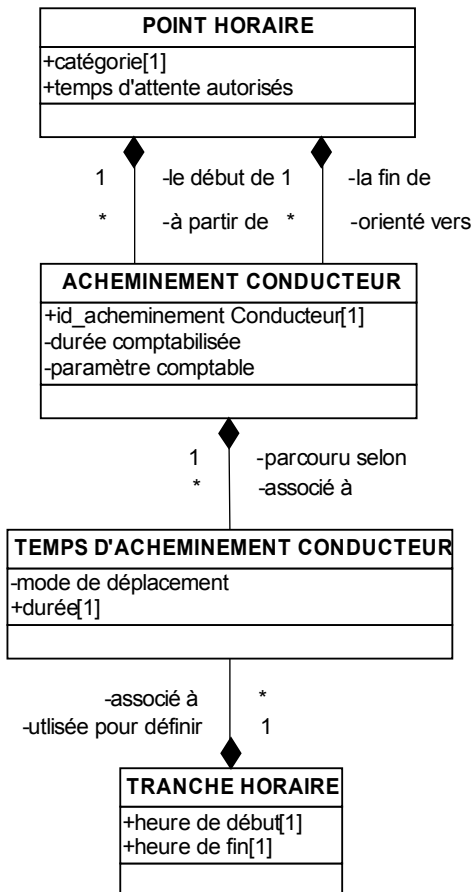 POINT HORAIRE
+catégorie[1]
+temps d'attente autorisés
1 -le début de 1 -la fin de
* -à partir de * -orienté vers
ACHEMINEMENT CONDUCTEUR
+id_acheminement Conducteur[1]
-durée comptabilisée
-paramètre comptable
1 -parcouru selon
* -associé à
TEMPS D'ACHEMINEMENT CONDUCTEUR
-mode de déplacement
+durée[1]
-associé à *
-utlisée pour définir 1
TRANCHE HORAIRE
+heure de début[1]
+heure de fin[1]